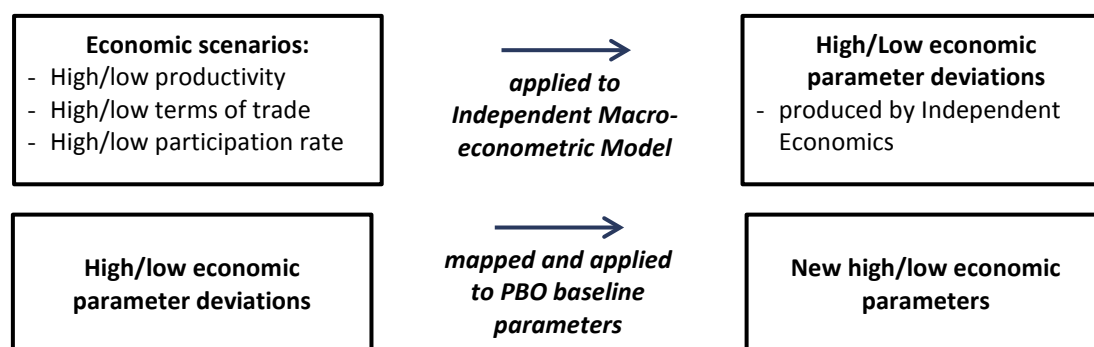 Economic scenarios:
- High/low productivity
- High/low terms of trade
- High/low participation rate
applied to
Independent Macro-
econometric Model
High/Low economic
parameter deviations
- produced by Independent
Economics
High/low economic
parameter deviations
mapped and applied
to PBO baseline
parameters
New high/low economic
parameters